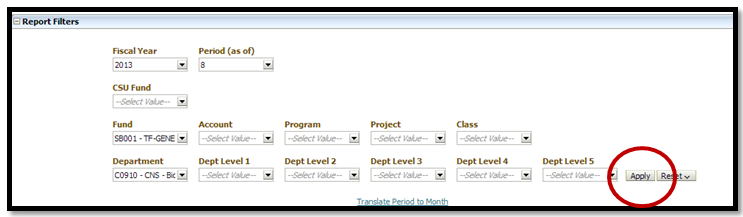 Report Filters
Fiscal Year Period (as of)
2013 8
CSU Fund
--Select Value--
Fund Account Program Project Class
SB001 - TF-GENE --Select Value-- --Select Value-- --Select Value-- --Select Value--
Department Dept Level 1 Dept Level 2 Dept Level 3 Dept Level 4 Dept Level 5
C0910 - CNS - Bio --Select Value-- --Select Value-- --Select Value-- --Select Value-- --Select Value-- Apply Reset
Translate Period to Month